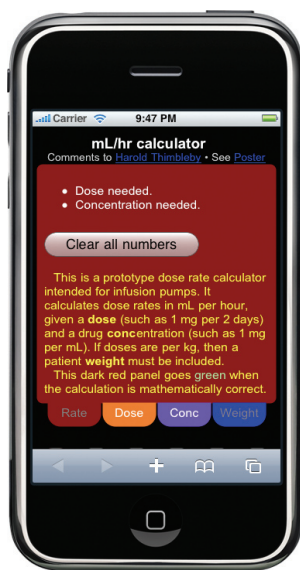 Carrier 9:47 PM
mL/hr calculator
Comments to Harold Thimbleby • See Poster
• Dose needed.
• Concentration needed.
Clear all numbers
This is a prototype dose rate calculator
intended for infusion pumps. It
calculates dose rates in mL per hour,
given a dose (such as 1 mg per 2 days)
and a drug concentration (such as 1 mg
per mL). If doses are per kg, then a
patient weight must be included.
This dark red panel goes green when
the calculation is mathematically correct.
Rate Dose Conc Weight